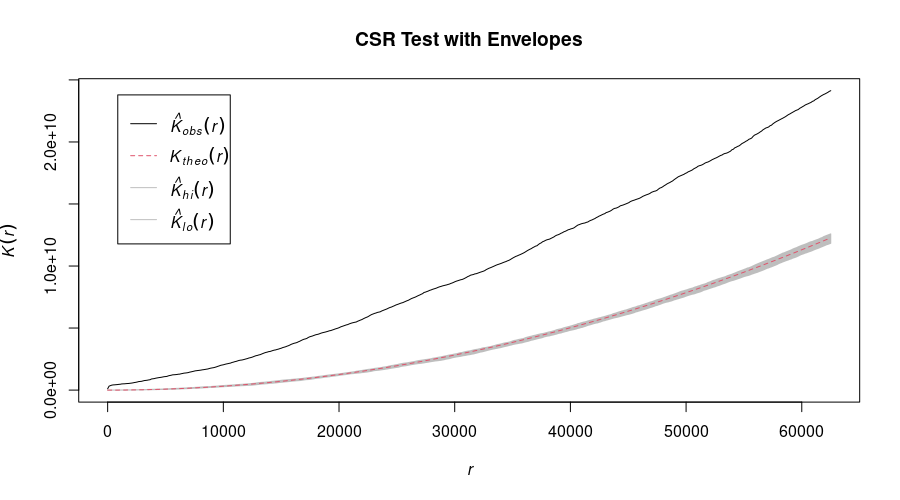 CSR Test with Envelopes
K̂obs(r)
Ktheo(r)
K̂hi(r)
K̂lo(r)
K(r)
2.0e+10
1.0e+10
0.0e+00
0 10000 20000 30000 40000 50000 60000
r